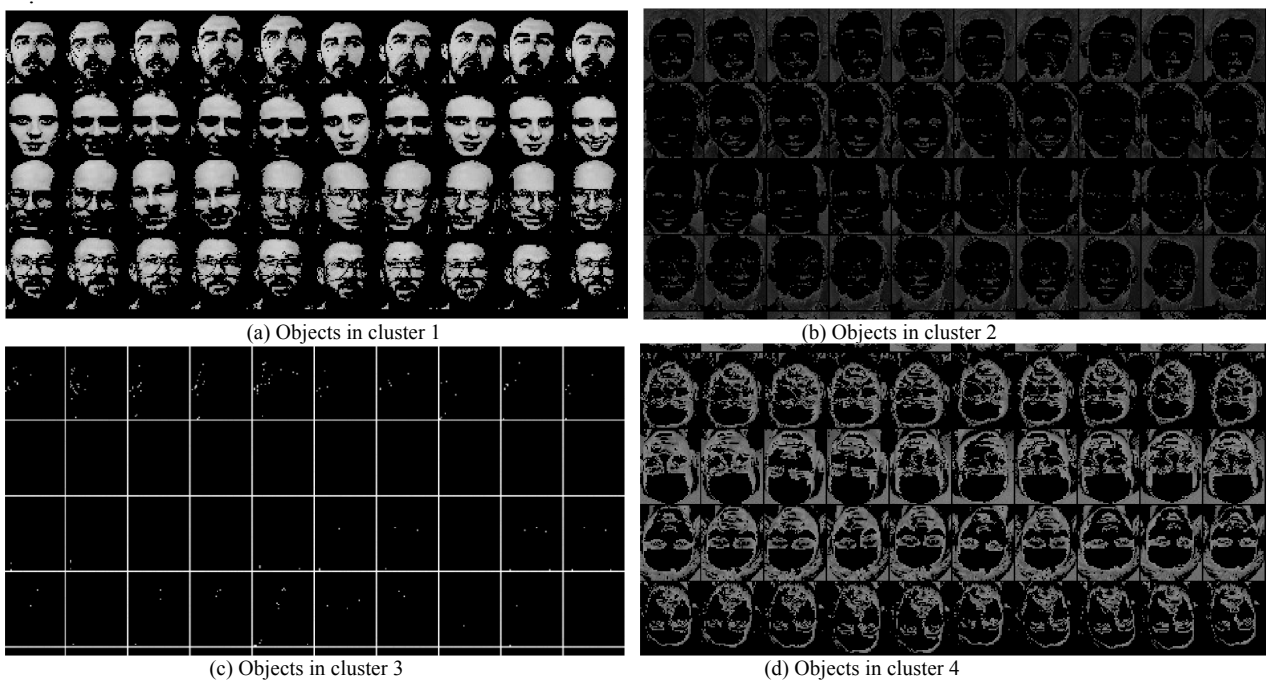 (a) Objects in cluster 1
(b) Objects in cluster 2
(c) Objects in cluster 3
(d) Objects in cluster 4